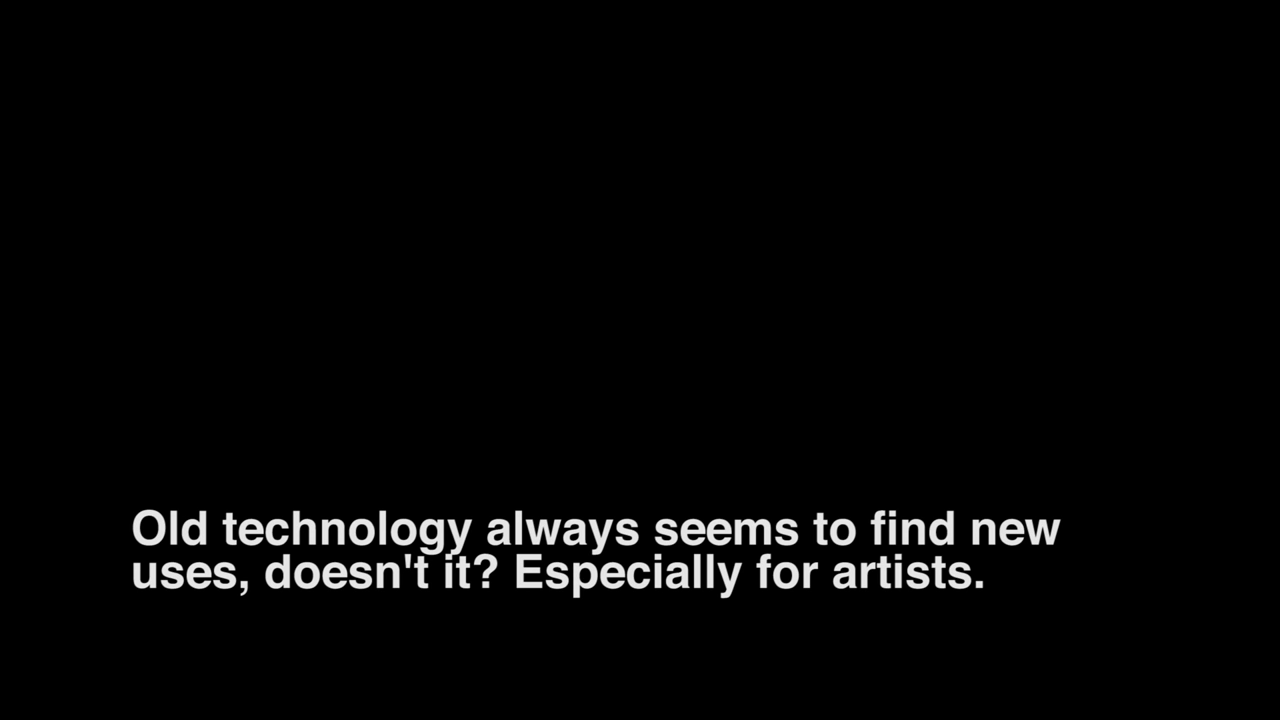 Old technology always seems to find new
uses, doesn't it? Especially for artists.